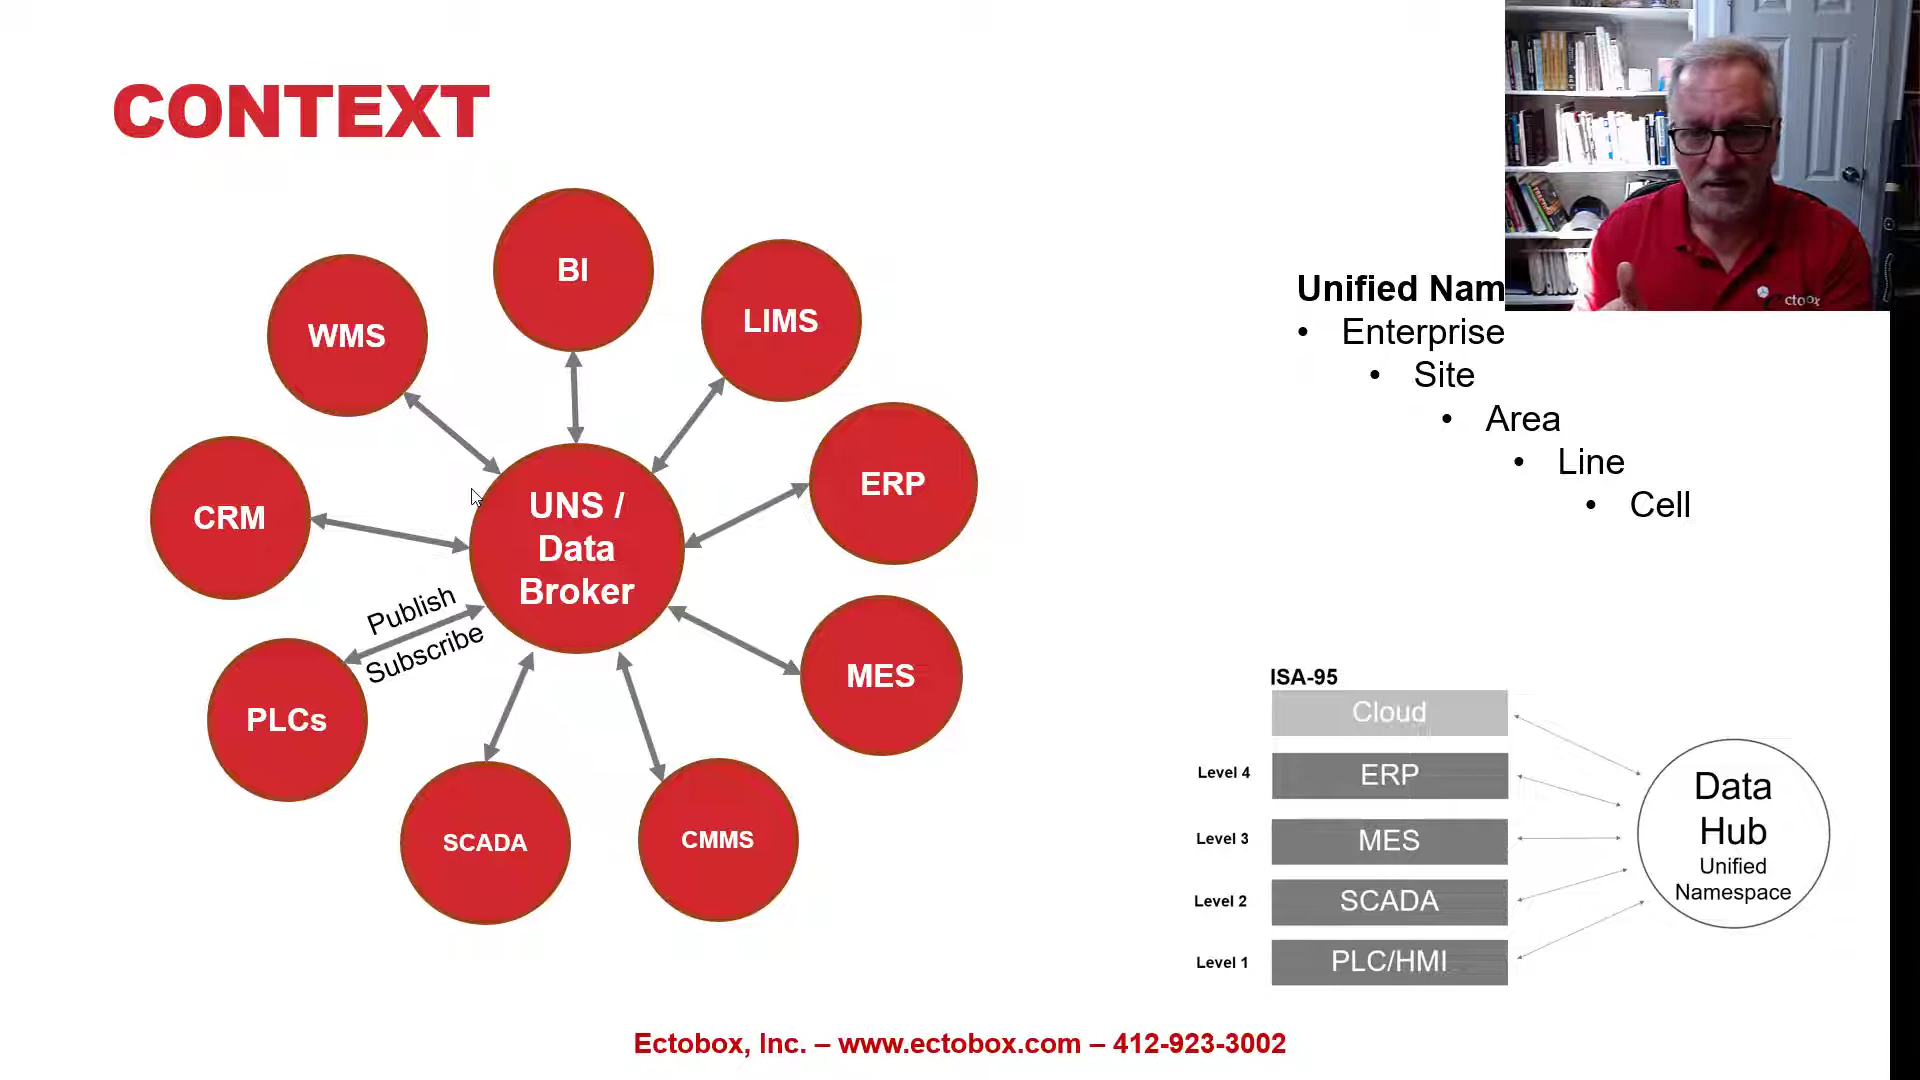 CONTEXT
BI
LIMS
WMS
ERP
CRM
UNS /
Data
Broker
Publish
Subscribe
MES
PLCs
SCADA
CMMS
Unified Nam
• Enterprise
• Site
• Area
• Line
• Cell
ISA-95
Cloud
Level 4
ERP
Level 3
MES
Level 2
SCADA
Level 1
PLC/HMI
Data
Hub
Unified
Namespace
ctobox
Ectobox, Inc. – www.ectobox.com – 412-923-3002